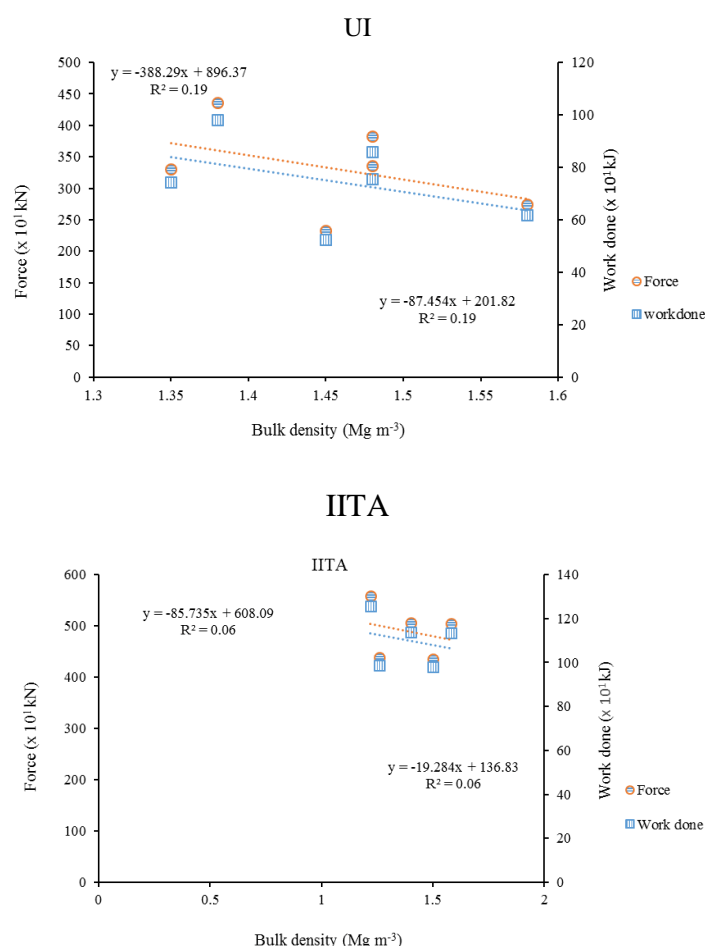 UI
y = -388.29x + 896.37
R² = 0.19
500
450
400
350
300
250
200
150
100
50
0
Force (x 10¹ kN)
120
100
80
60
40
20
0
Work done (x 10¹ kJ)
y = -87.454x + 201.82
R² = 0.19
Force
workdone
1.3
1.35
1.4
1.45
1.5
1.55
1.6
Bulk density (Mg m⁻³)
IITA
IITA
y = -85.735x + 608.09
R² = 0.06
600
500
400
300
200
100
0
Force (x 10¹ kN)
140
120
100
80
60
40
20
0
Work done (x 10¹ kJ)
y = -19.284x + 136.83
R² = 0.06
Force
Work done
0
0.5
1
1.5
2
Bulk density (Mg m⁻³)